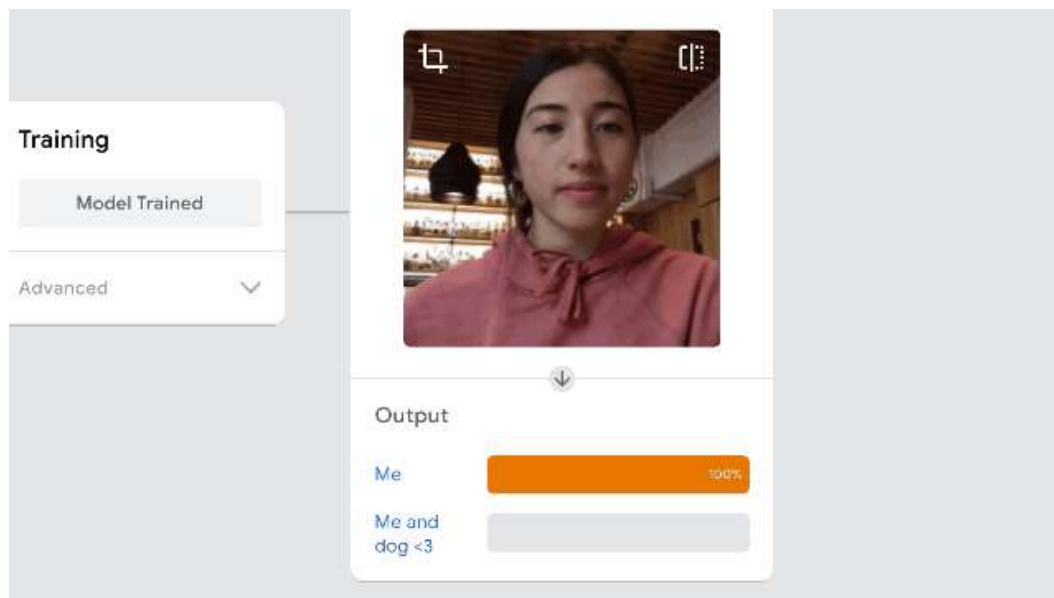 Training
Model Trained
Advanced
Output
Me
100%
Me and
dog <3